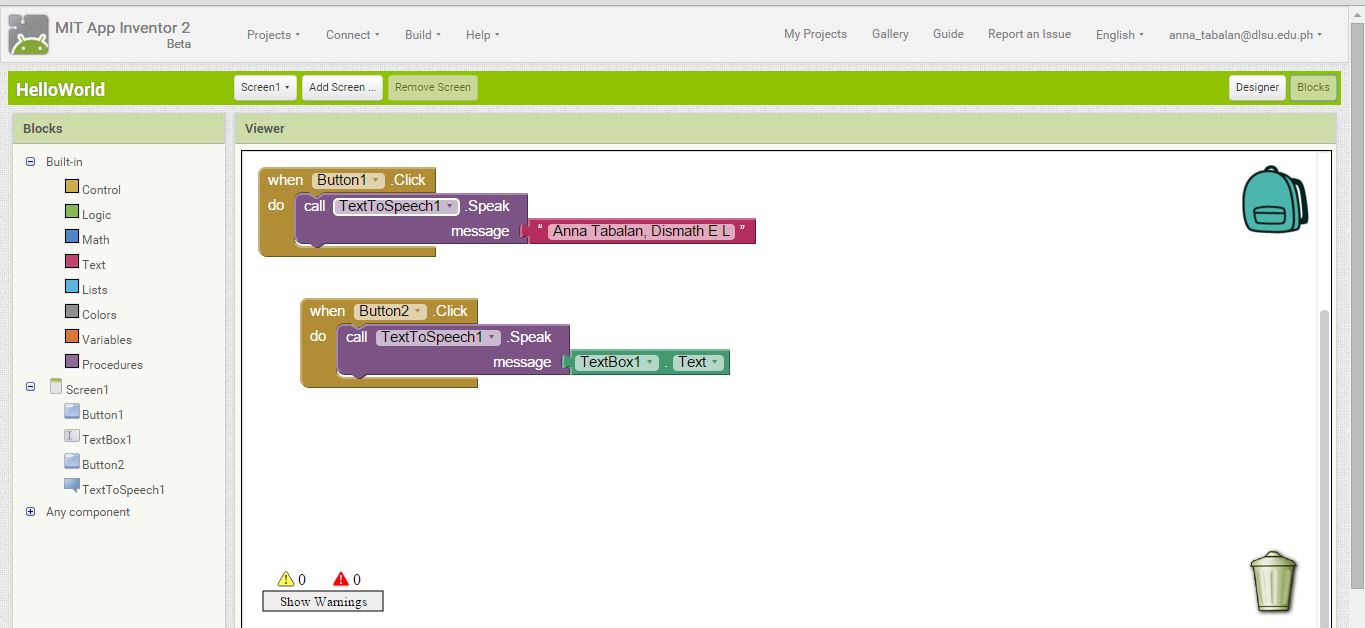 MIT App Inventor 2
Beta
Projects Connect Build Help
My Projects Gallery Guide Report an Issue English anna_tabalan@dlsu.edu.ph
HelloWorld
Screen1 Add Screen ... Remove Screen
Designer Blocks
Blocks
Built-in
Control
Logic
Math
Text
Lists
Colors
Variables
Procedures
Screen1
Button1
TextBox1
Button2
TextToSpeech1
Any component
Viewer
when Button1 .Click
do call TextToSpeech1 .Speak
message “ Anna Tabalan, Dismath E L ”
when Button2 .Click
do call TextToSpeech1 .Speak
message TextBox1 . Text
0 0
Show Warnings